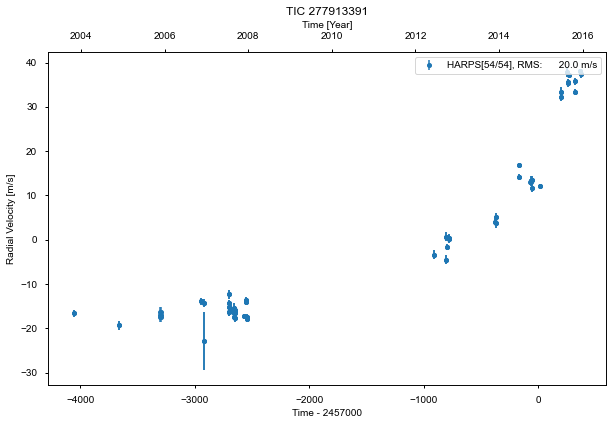 TIC 277913391
Time [Year]
2004 2006 2007 2008 2010 2012 2014 2016
HARPS[54/54], RMS: 20.0 m/s
Radial Velocity [m/s]
40
30
20
10
0
−10
−20
−30
−4000 −3000 −2000 −1000 0
Time - 2457000